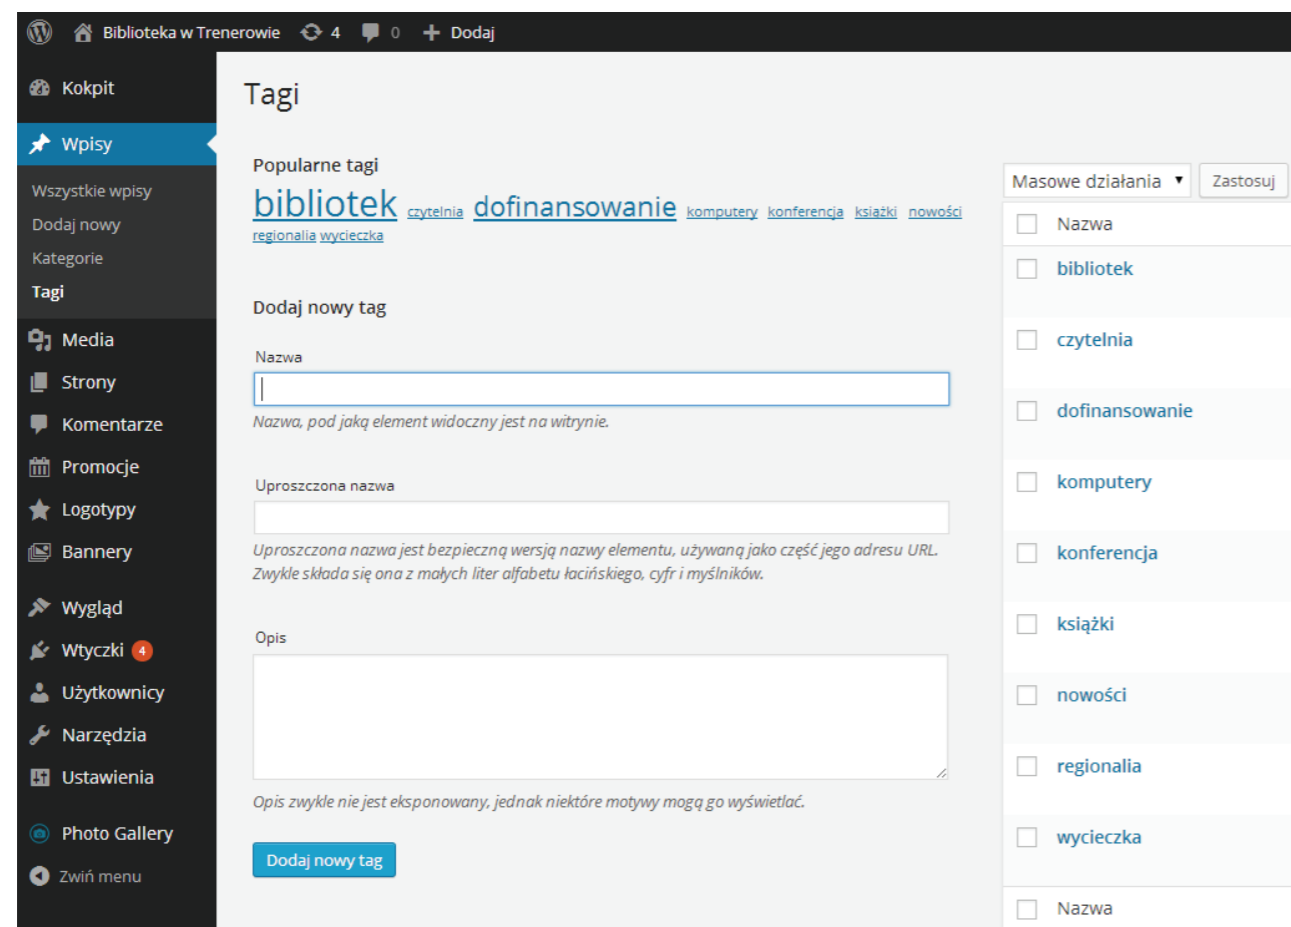 Biblioteka w Trenerowie 4 0 + Dodaj
Kokpit
Wpisy
Wszystkie wpisy
Dodaj nowy
Kategorie
Tagi
Media
Strony
Komentarze
Promocje
Logotypy
Bannery
Wygląd
Wtyczki 4
Użytkownicy
Narzędzia
Ustawienia
Photo Gallery
Zwiń menu
Tagi
Popularne tagi
bibliotek czytelnia dofinansowanie komputery konferencja książki nowości
regionalia wycieczka
Dodaj nowy tag
Nazwa
Nazwa, pod jaką element widoczny jest na witrynie.
Uproszczona nazwa
Uproszczona nazwa jest bezpieczną wersją nazwy elementu, używaną jako część jego adresu URL.
Zwykle składa się ona z małych liter alfabetu łacińskiego, cyfr i myślników.
Opis
Opis zwykle nie jest eksponowany, jednak niektóre motywy mogą go wyświetlać.
Dodaj nowy tag
Masowe działania Zastosuj
Nazwa
bibliotek
czytelnia
dofinansowanie
komputery
konferencja
książki
nowości
regionalia
wycieczka
Nazwa